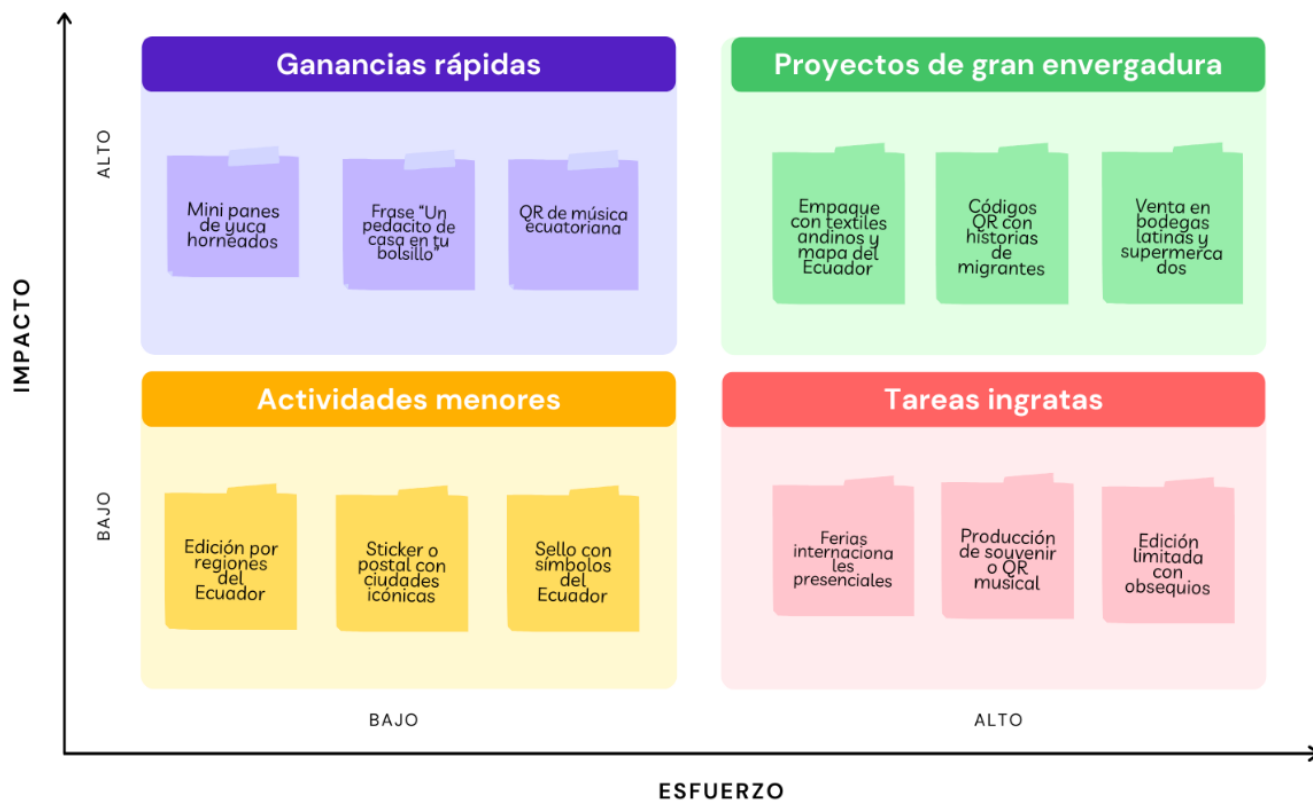 Ganancias rápidas
Proyectos de gran envergadura
ALTO
Mini panes
de yuca
horneados
Frase “Un
pedacito de
casa en tu
bolsillo”
QR de música
ecuatoriana
Empaque
con textiles
andinos y
mapa del
Ecuador
Códigos
QR con
historias
de
migrantes
Venta en
bodegas
latinas y
supermerca
dos
IMPACTO
Actividades menores
Tareas ingratas
BAJO
Edición por
regiones
del
Ecuador
Sticker o
postal con
ciudades
icónicas
Sello con
símbolos
del
Ecuador
Ferias
internaciona
les
presenciales
Producción
de souvenir
o QR
musical
Edición
limitada
con
obsequios
BAJO
ALTO
ESFUERZO